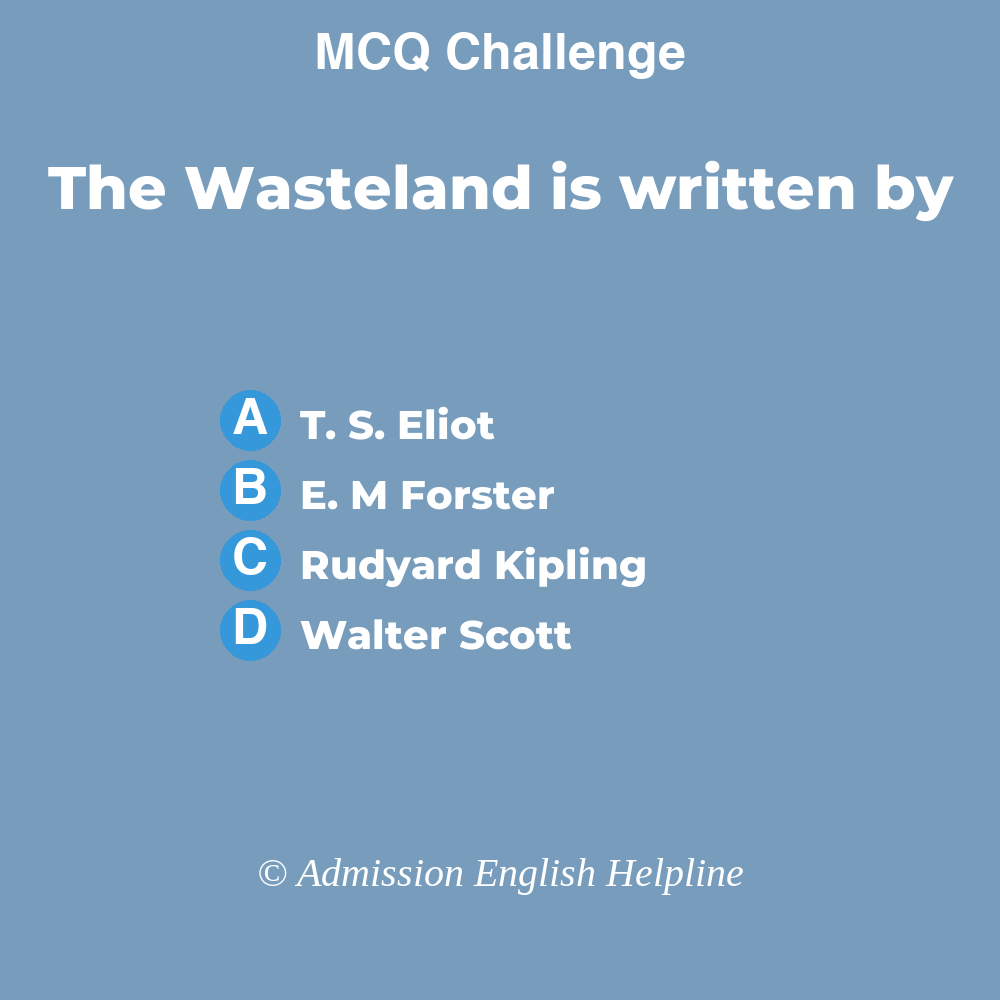 MCQ Challenge
The Wasteland is written by
A T. S. Eliot
B E. M Forster
C Rudyard Kipling
D Walter Scott
© Admission English Helpline